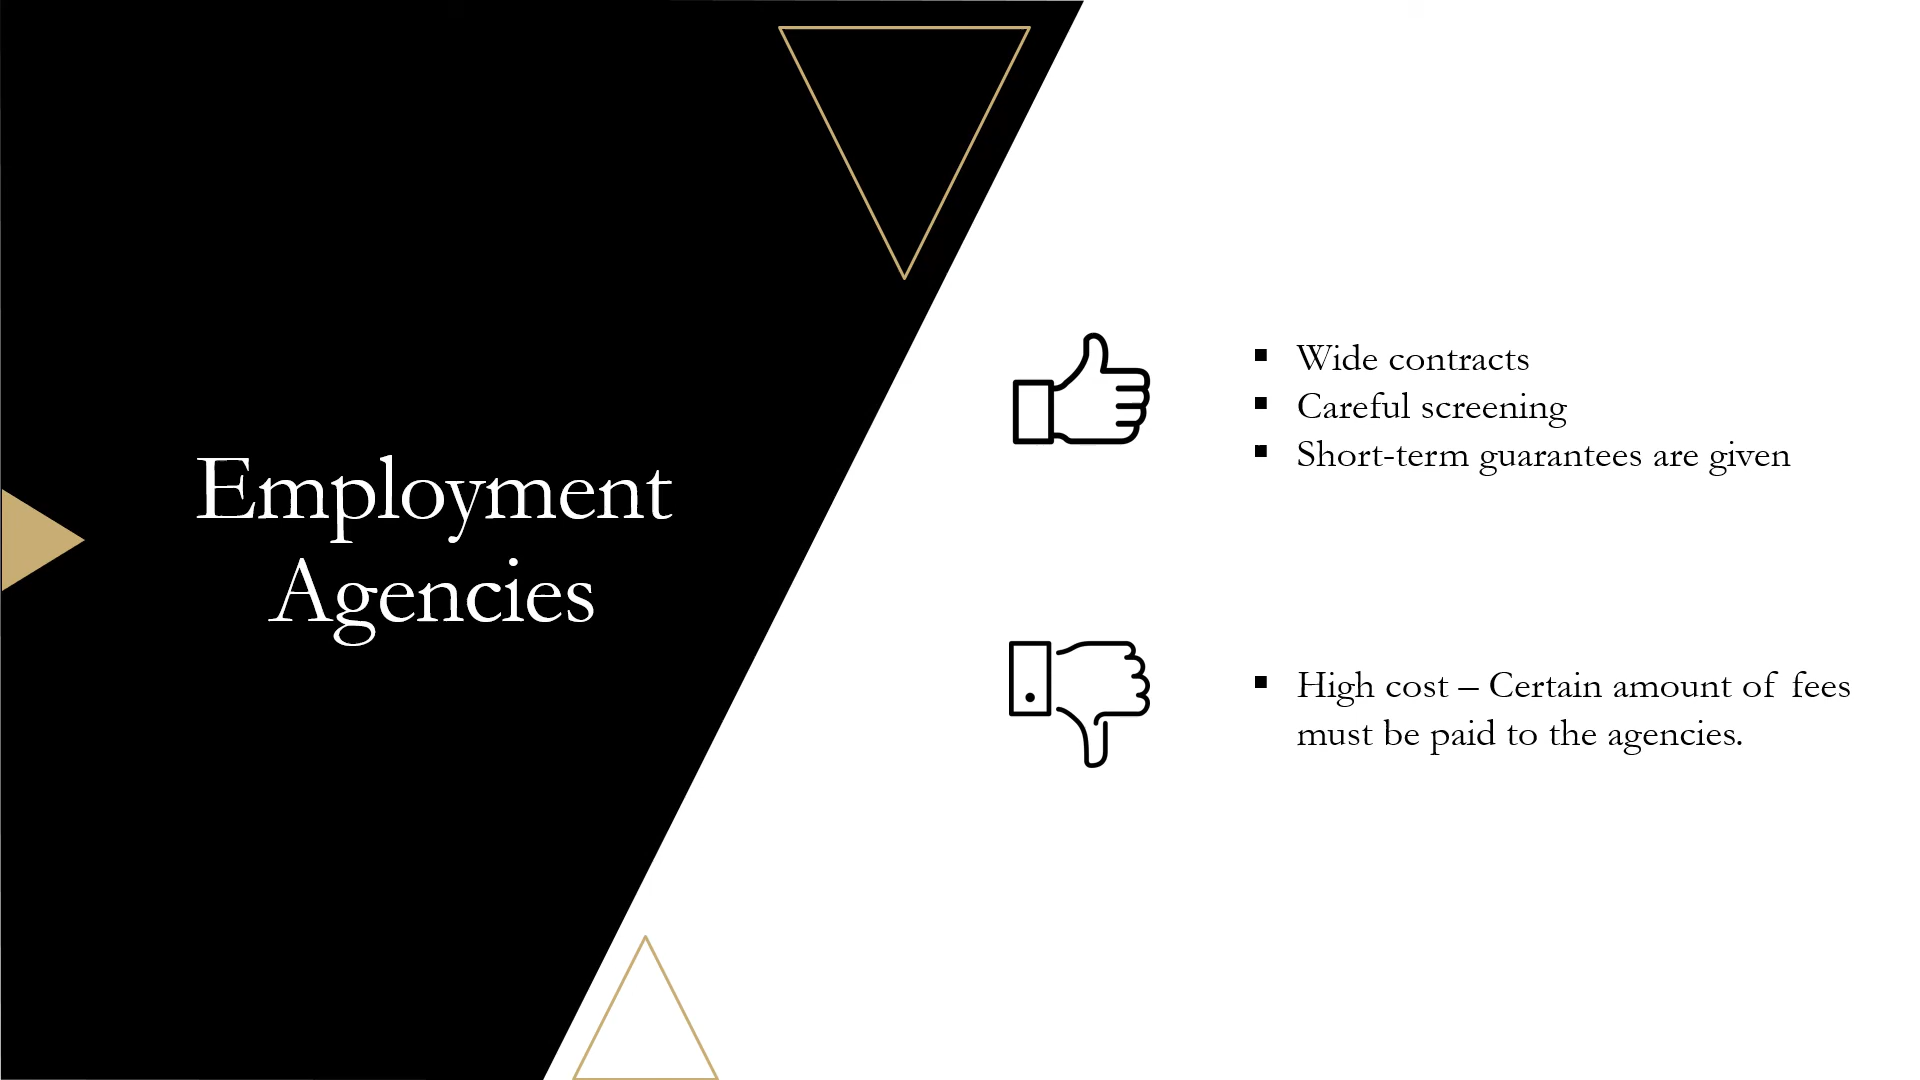 Employment
Agencies
▪ Wide contracts
▪ Careful screening
▪ Short-term guarantees are given
▪ High cost – Certain amount of fees
must be paid to the agencies.